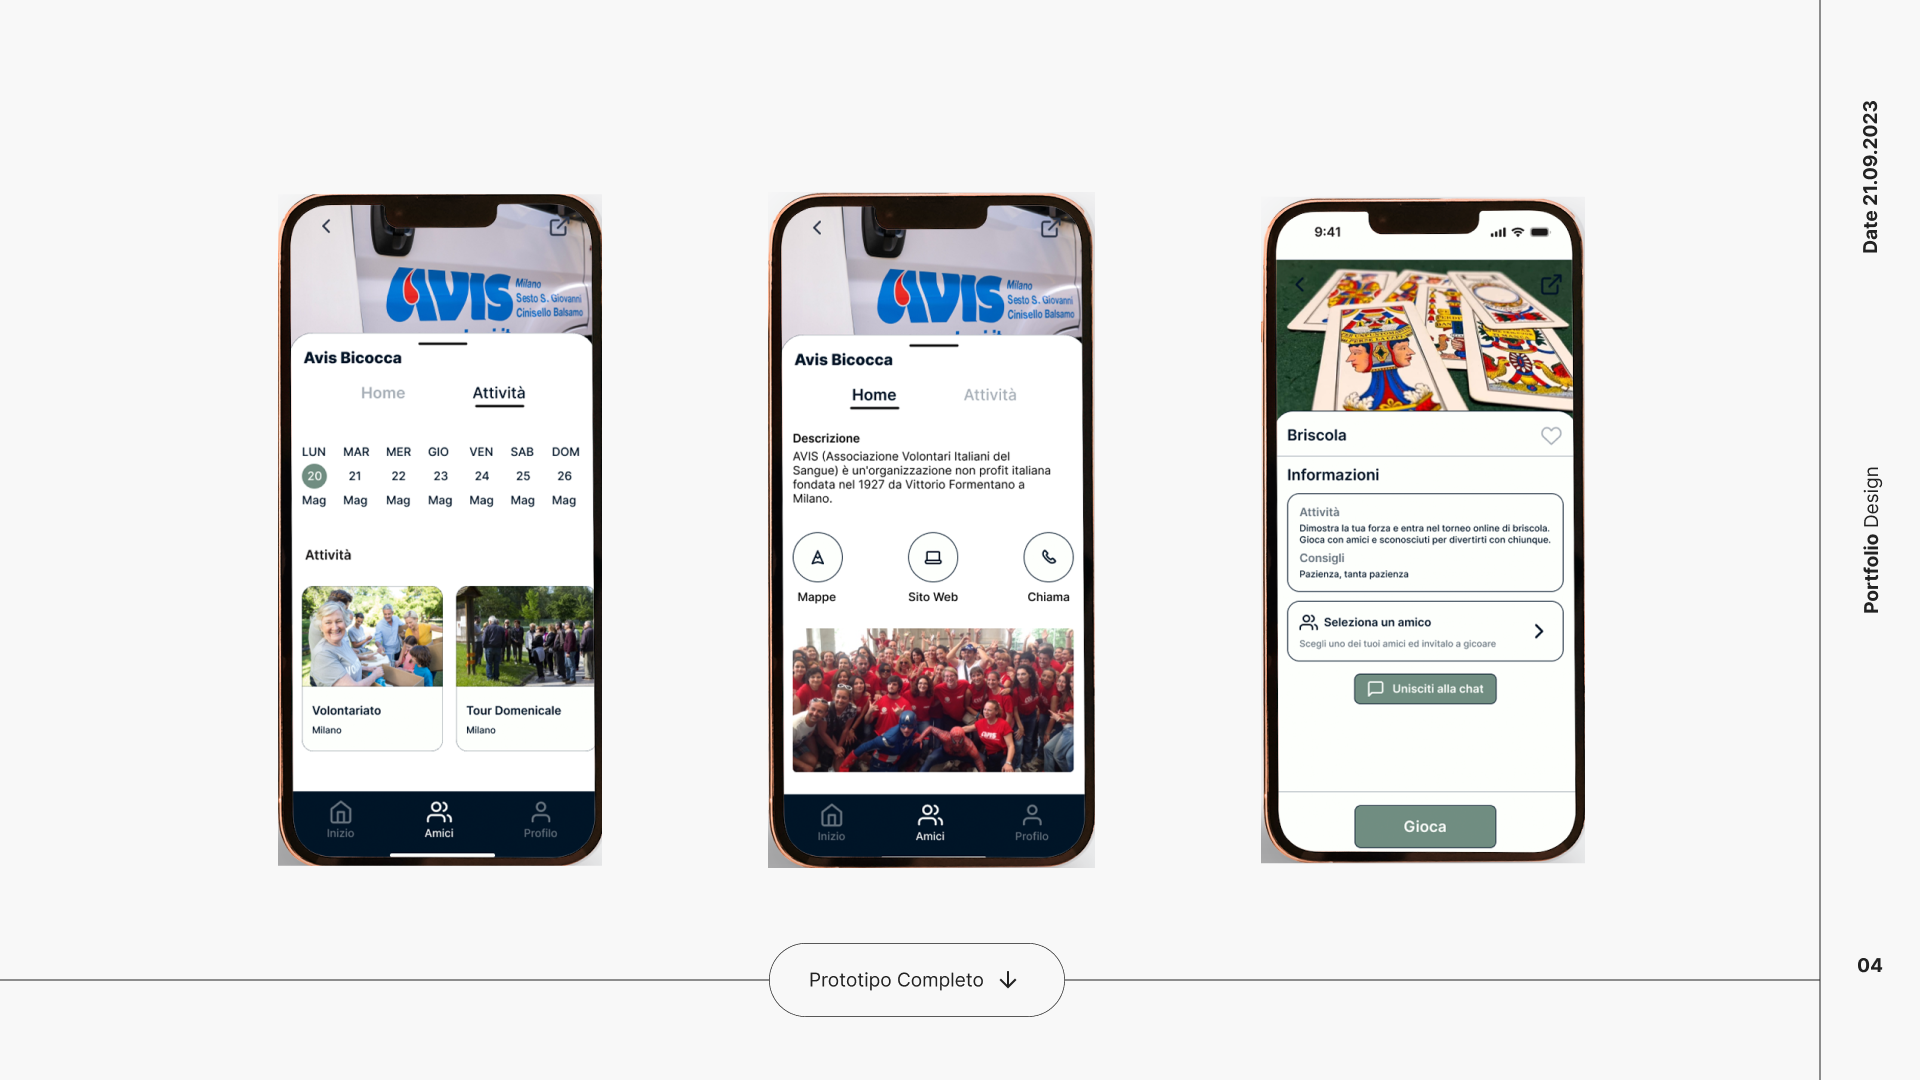 AVIS
Milano
Sesto S. Giovanni
Cinisello Balsamo
Avis Bicocca
Home Attività
LUN MAR MER GIO VEN SAB DOM
20 21 22 23 24 25 26
Mag Mag Mag Mag Mag Mag Mag
Attività
Volontariato
Milano
Tour Domenicale
Milano
Inizio Amici Profilo
AVIS
Milano
Sesto S. Giovanni
Cinisello Balsamo
Avis Bicocca
Home Attività
Descrizione
AVIS (Associazione Volontari Italiani del
Sangue) è un'organizzazione non profit italiana
fondata nel 1927 da Vittorio Formentano a
Milano.
Mappe Sito Web Chiama
AVIS
Inizio Amici Profilo
9:41
Briscola
Informazioni
Attività
Dimostra la tua forza e entra nel torneo online di briscola.
Gioca con amici e sconosciuti per divertirti con chiunque.
Consigli
Pazienza, tanta pazienza
Seleziona un amico
Scegli uno dei tuoi amici ed invitalo a gicoare
Unisciti alla chat
Gioca
Prototipo Completo
Date 21.09.2023
Portfolio Design
04